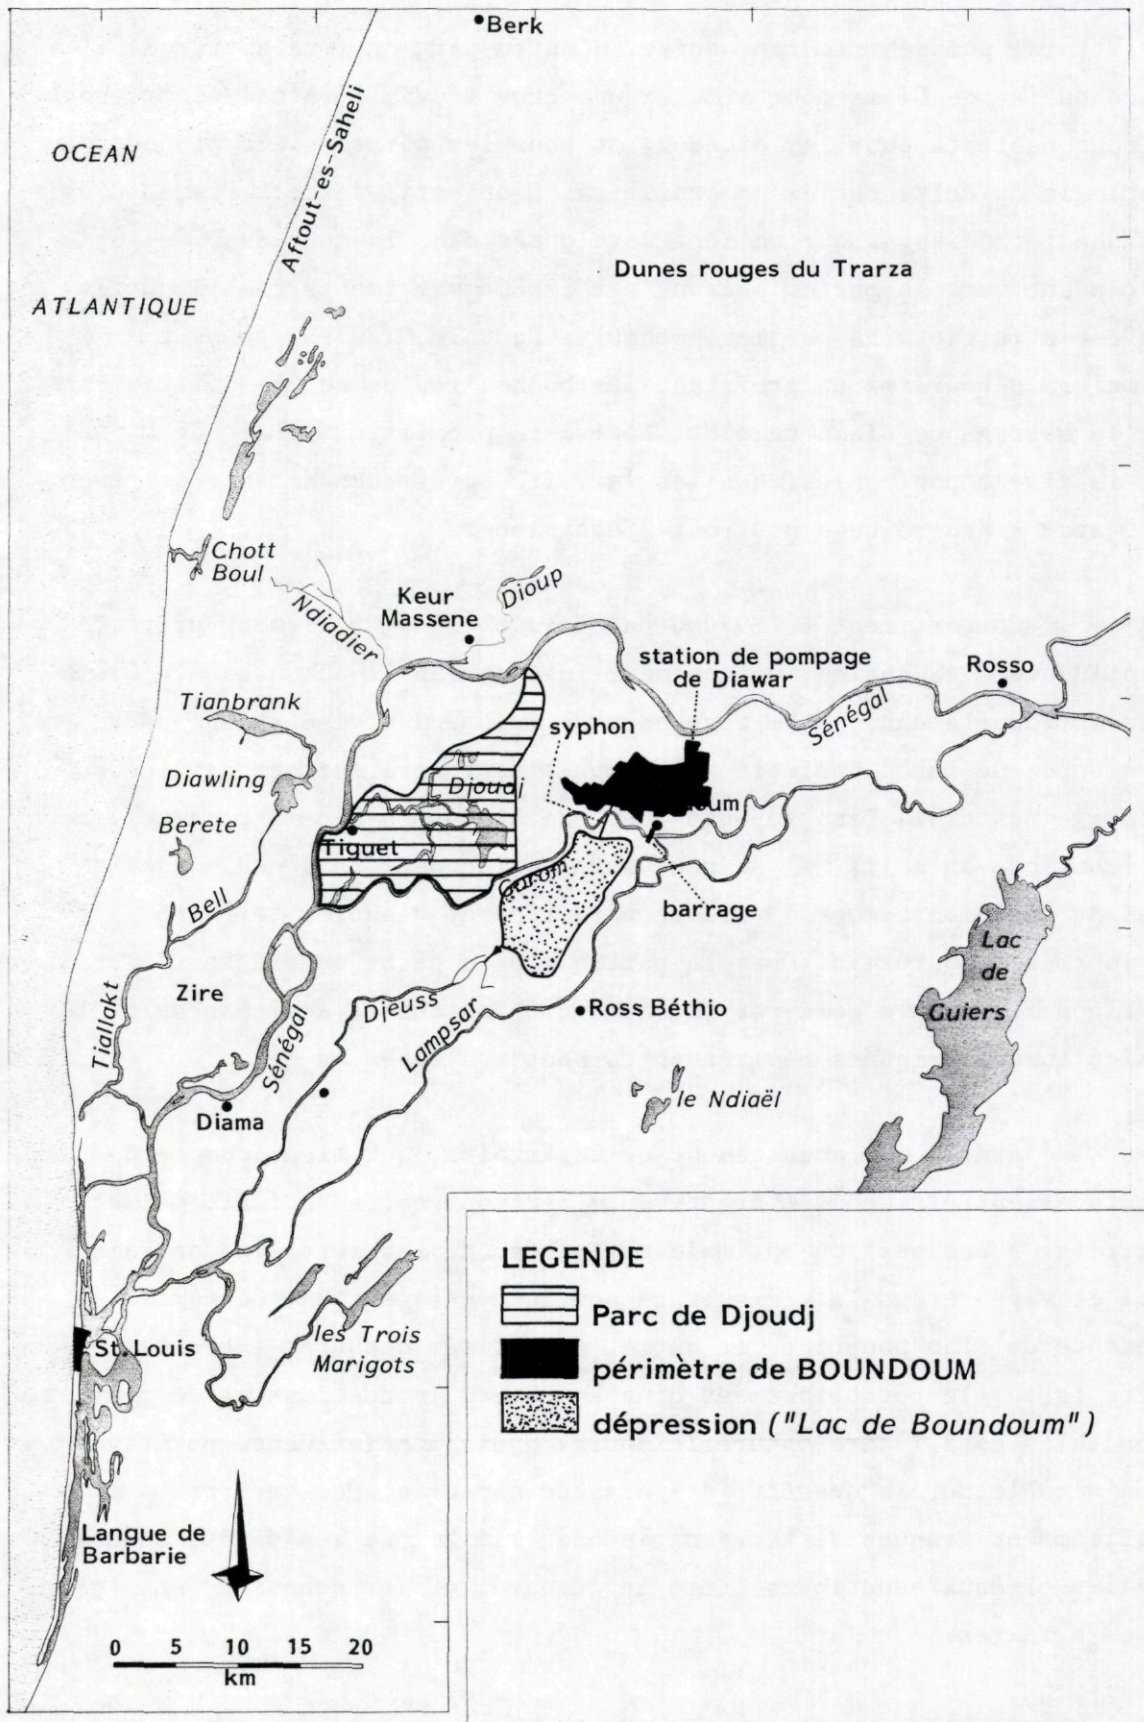 Berk
OCEAN
ATLANTIQUE
Aftout-es-Saheli
Dunes rouges du Trarza
Chott
Boul
Ndiadier
Keur
Massene
Dioup
station de pompage
de Diawar
Rosso
Sénégal
Tianbrank
syphon
Diawling
Djoudj
oum
Berete
Tiguet
Gorom
Bell
barrage
Lac
de
Guiers
Zire
Tiallakt
Sénégal
Djeuss
Lampsar
Ross Béthio
le Ndiaël
Diama
les Trois
Marigots
St. Louis
Langue de
Barbarie
0 5 10 15 20
km
LEGENDE
Parc de Djoudj
périmètre de BOUNDOUM
dépression ("Lac de Boundoum")